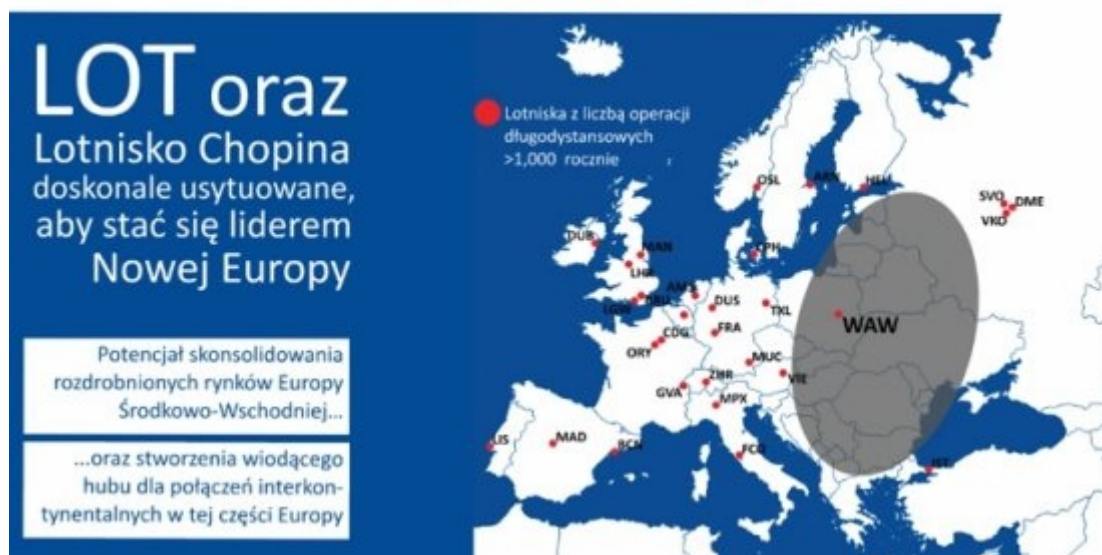 LOT oraz
Lotnisko Chopina
doskonale usytuowane,
aby stać się liderem
Nowej Europy
Potencjał skonsolidowania
rozdrobnionych rynków Europy
Środkowo-Wschodniej...
...oraz stworzenia wiodącego
hubu dla połączeń interkon-
tynentalnych w tej części Europy
Lotniska z liczbą operacji
długodystansowych
>1,000 rocznie
OSL
ARN
HEL
SVO
DME
VKO
DUB
MAN
CPH
LHR
AMS
LGW
BRU
DUS
TXL
WAW
CDG
FRA
ORY
MUC
VIE
GVA
ZHR
MPX
LIS
MAD
BCN
FCO
IST